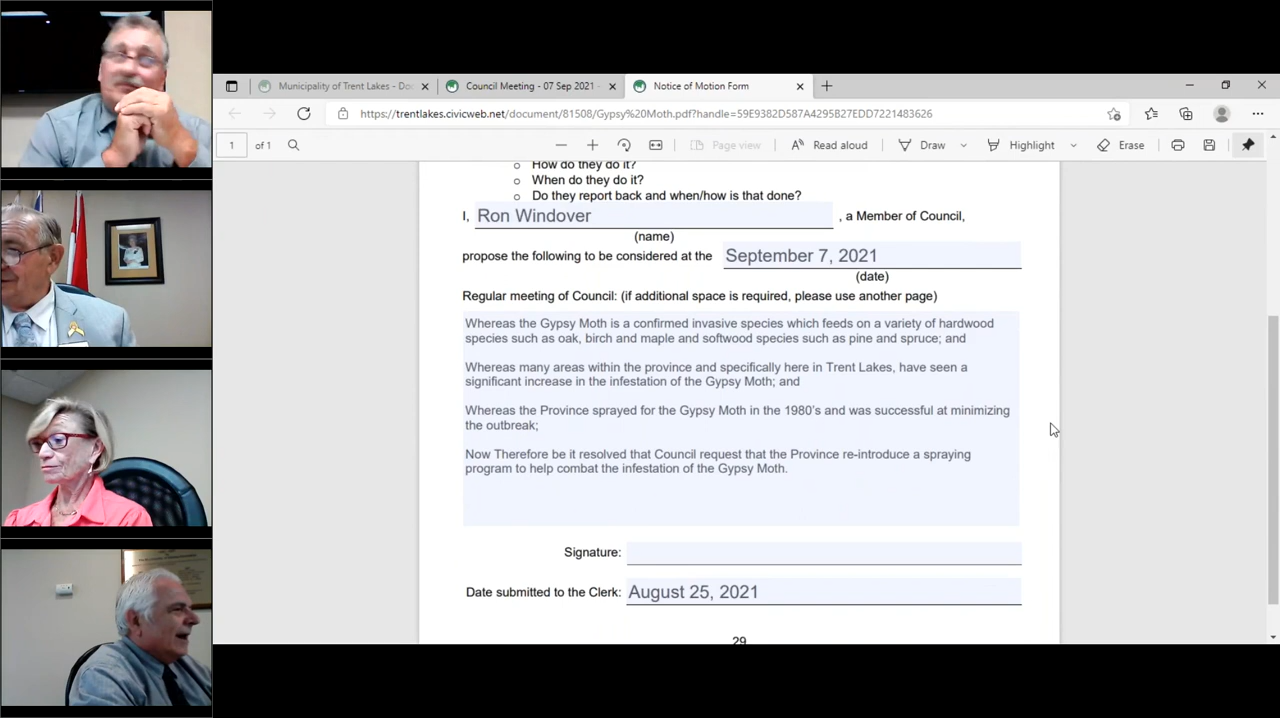 Municipality of Trent Lakes - Doc
Council Meeting - 07 Sep 2021 -
Notice of Motion Form
https://trentlakes.civicweb.net/document/81508/Gypsy%20Moth.pdf?handle=59E9382D587A4295B27EDD7221483626
1 of 1
Page view
Read aloud
Draw
Highlight
Erase
How do they do it?
When do they do it?
Do they report back and when/how is that done?
I, Ron Windover , a Member of Council,
(name)
propose the following to be considered at the September 7, 2021
(date)
Regular meeting of Council: (if additional space is required, please use another page)
Whereas the Gypsy Moth is a confirmed invasive species which feeds on a variety of hardwood
species such as oak, birch and maple and softwood species such as pine and spruce; and
Whereas many areas within the province and specifically here in Trent Lakes, have seen a
significant increase in the infestation of the Gypsy Moth; and
Whereas the Province sprayed for the Gypsy Moth in the 1980's and was successful at minimizing
the outbreak;
Now Therefore be it resolved that Council request that the Province re-introduce a spraying
program to help combat the infestation of the Gypsy Moth.
Signature:
Date submitted to the Clerk: August 25, 2021
29